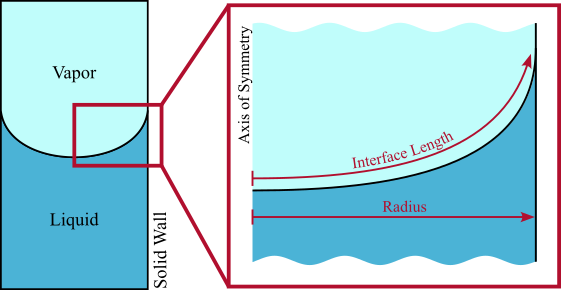 Vapor
Liquid
Solid Wall
Axis of Symmetry
Interface Length
Radius